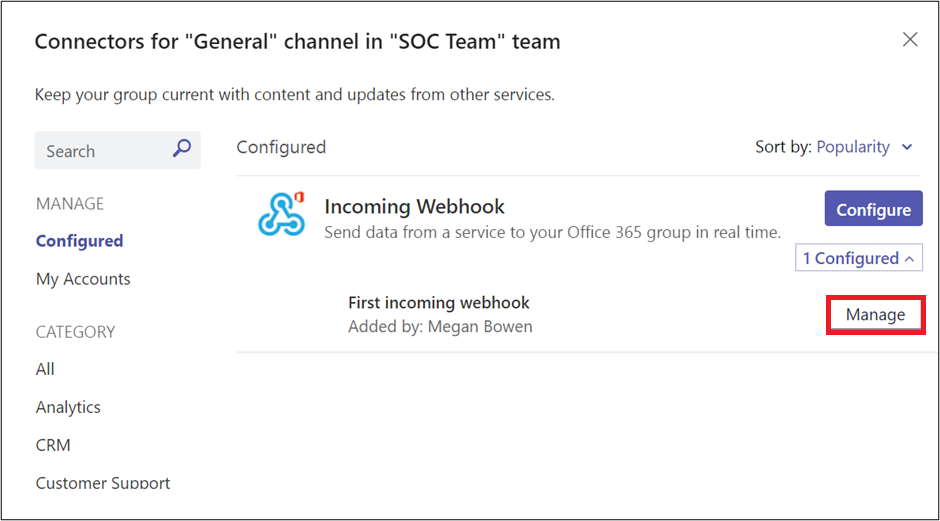 Connectors for "General" channel in "SOC Team" team
Keep your group current with content and updates from other services.
Search
MANAGE
Configured
My Accounts
CATEGORY
All
Analytics
CRM
Customer Support
Configured
Sort by: Popularity
Incoming Webhook
Configure
Send data from a service to your Office 365 group in real time.
1 Configured
First incoming webhook
Manage
Added by: Megan Bowen